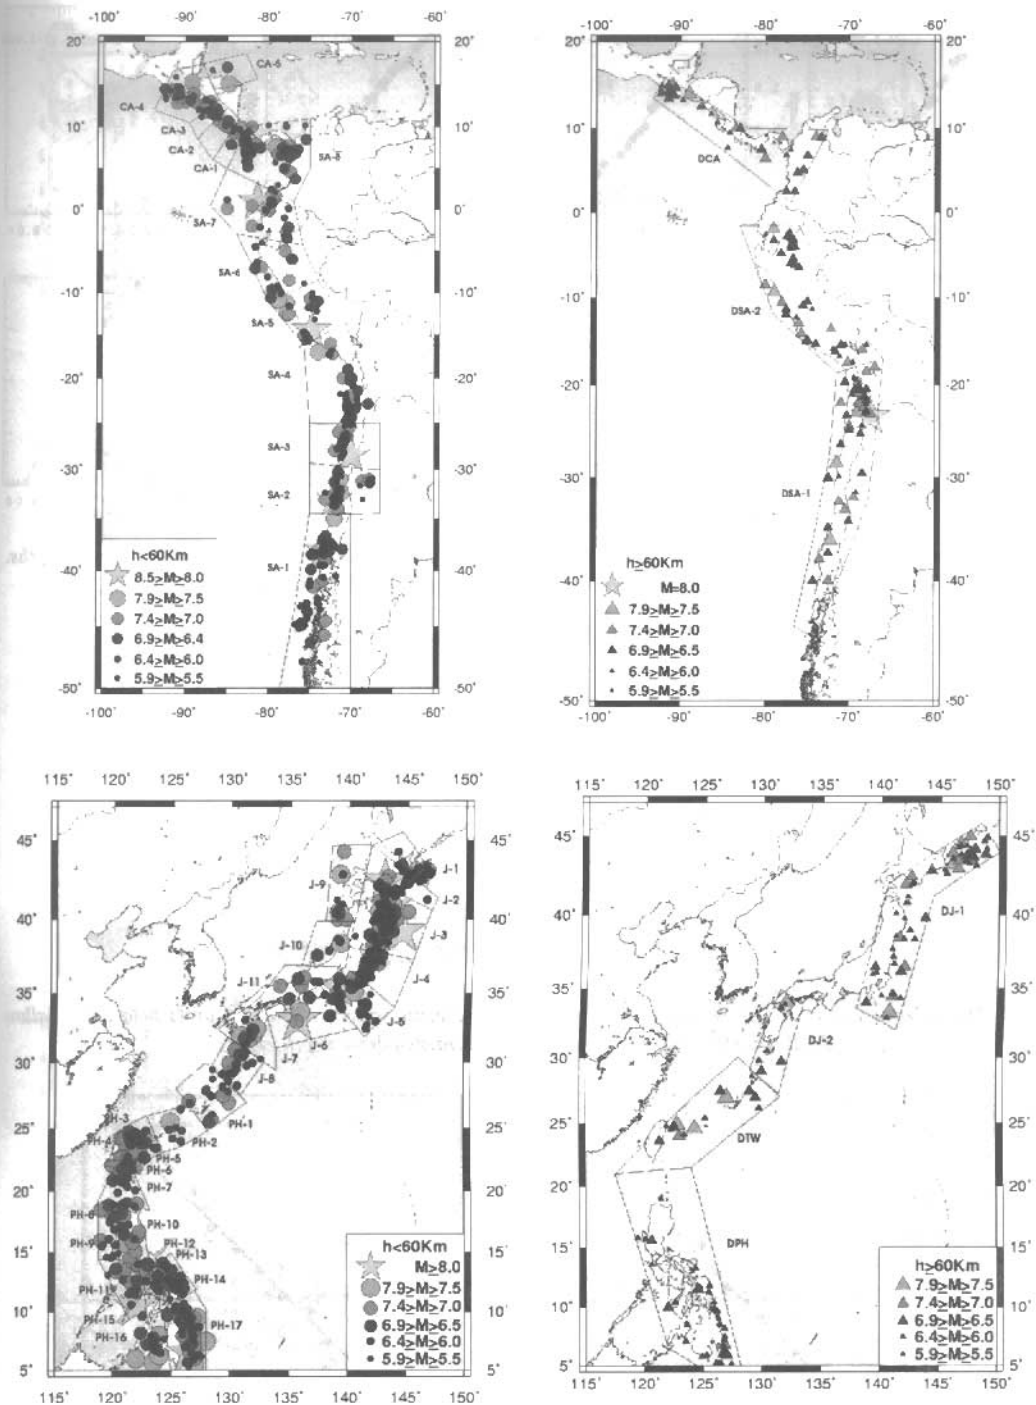 -100° -90° -80° -70° -60°
20° 20°
CA-5
CA-4
10° 10°
CA-3
CA-2
SA-8
CA-1
0° 0°
SA-7
SA-6
-10° -10°
SA-5
SA-4
-20° -20°
SA-3
-30° -30°
SA-2
SA-1
h<60Km
8.5≥M≥8.0
7.9≥M≥7.5
7.4≥M≥7.0
6.9≥M≥6.4
6.4≥M≥6.0
5.9≥M≥5.5
-40° -40°
-50° -50°
-100° -90° -80° -70° -60°
-100° -90° -80° -70° -60°
20° 20°
10° 10°
DCA
0° 0°
-10° -10°
DSA-2
-20° -20°
DSA-1
-30° -30°
h≥60Km
M=8.0
7.9≥M≥7.5
7.4≥M≥7.0
6.9≥M≥6.5
6.4≥M≥6.0
5.9≥M≥5.5
-40° -40°
-50° -50°
-100° -90° -80° -70° -60°
115° 120° 125° 130° 135° 140° 145° 150°
45° 45°
J-1
J-9
J-2
40° 40°
J-3
J-10
J-4
J-11
35° 35°
J-5
J-6
J-7
30° 30°
J-8
PH-1
PH-3
25° 25°
PH-4
PH-2
PH-5
PH-6
PH-7
20° 20°
PH-8
PH-10
PH-9
PH-12
15° 15°
PH-13
PH-14
PH-11
10° 10°
PH-15
PH-16
PH-17
5° 5°
h<60Km
M≥8.0
7.9≥M≥7.5
7.4≥M≥7.0
6.9≥M≥6.5
6.4≥M≥6.0
5.9≥M≥5.5
115° 120° 125° 130° 135° 140° 145° 150°
115° 120° 125° 130° 135° 140° 145° 150°
45° 45°
DJ-1
40° 40°
35° 35°
DJ-2
30° 30°
25° 25°
DTW
20° 20°
DPH
15° 15°
10° 10°
5° 5°
h≥60Km
7.9≥M≥7.5
7.4≥M≥7.0
6.9≥M≥6.5
6.4≥M≥6.0
5.9≥M≥5.5
115° 120° 125° 130° 135° 140° 145° 150°